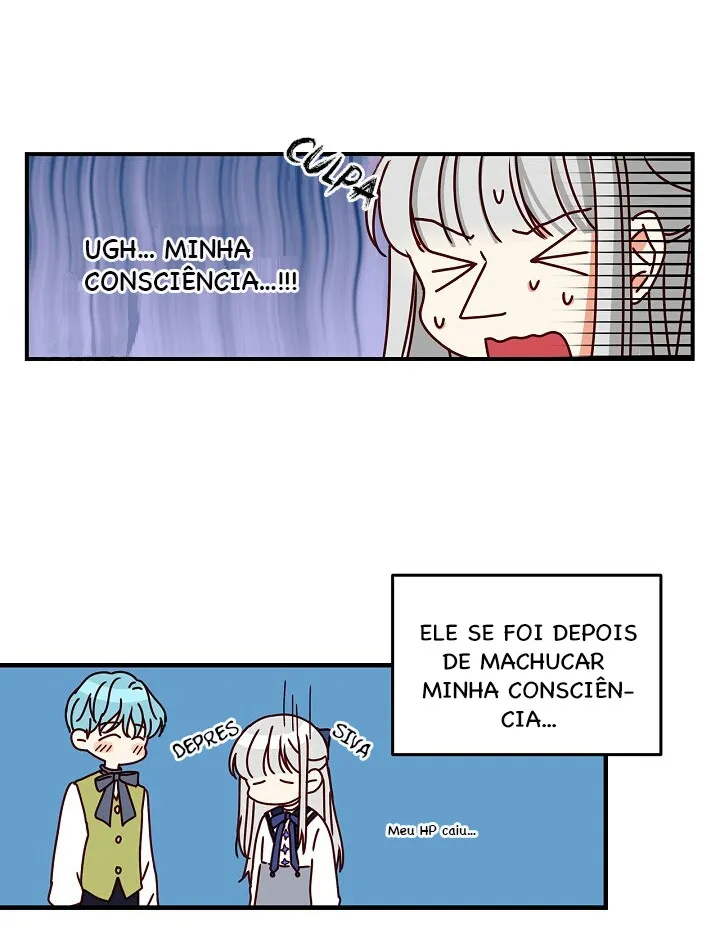 CULPA
UGH... MINHA
CONSCIÊNCIA...!!!
ELE SE FOI DEPOIS
DE MACHUCAR
MINHA CONSCIÊN-
CIA...
DEPRES
SIVA
Meu HP caiu...